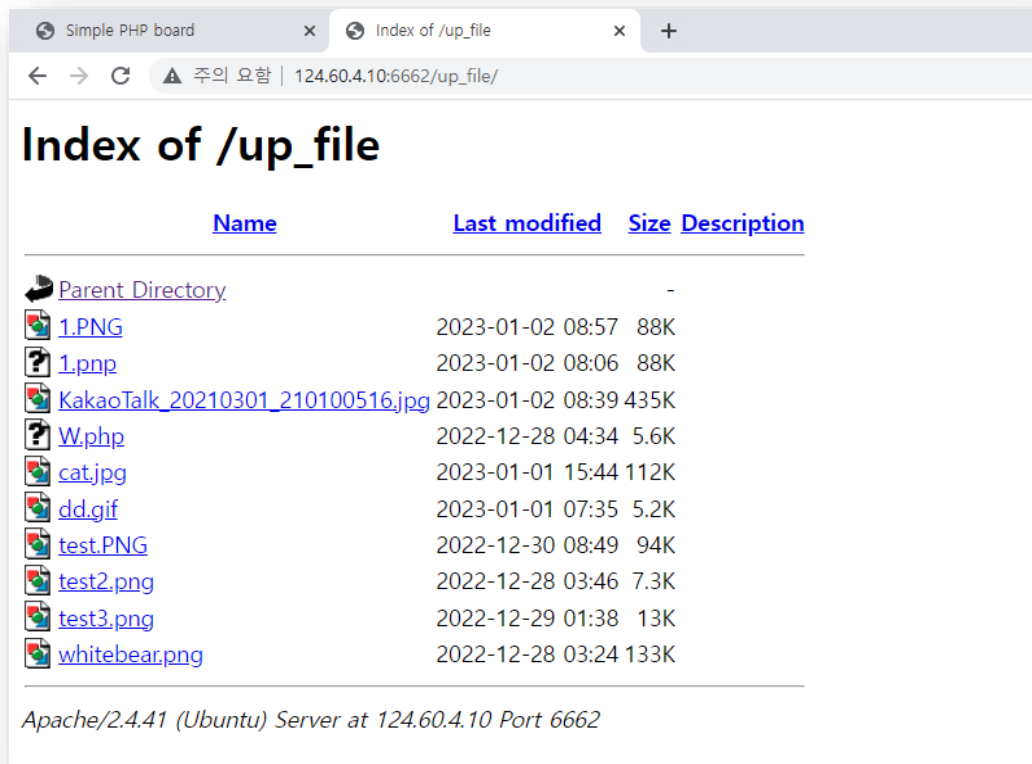 Simple PHP board
Index of /up_file
주의 요함 124.60.4.10:6662/up_file/
Index of /up_file
Name Last modified Size Description
Parent Directory -
1.PNG 2023-01-02 08:57 88K
1.pnp 2023-01-02 08:06 88K
KakaoTalk_20210301_210100516.jpg 2023-01-02 08:39 435K
W.php 2022-12-28 04:34 5.6K
cat.jpg 2023-01-01 15:44 112K
dd.gif 2023-01-01 07:35 5.2K
test.PNG 2022-12-30 08:49 94K
test2.png 2022-12-28 03:46 7.3K
test3.png 2022-12-29 01:38 13K
whitebear.png 2022-12-28 03:24 133K
Apache/2.4.41 (Ubuntu) Server at 124.60.4.10 Port 6662